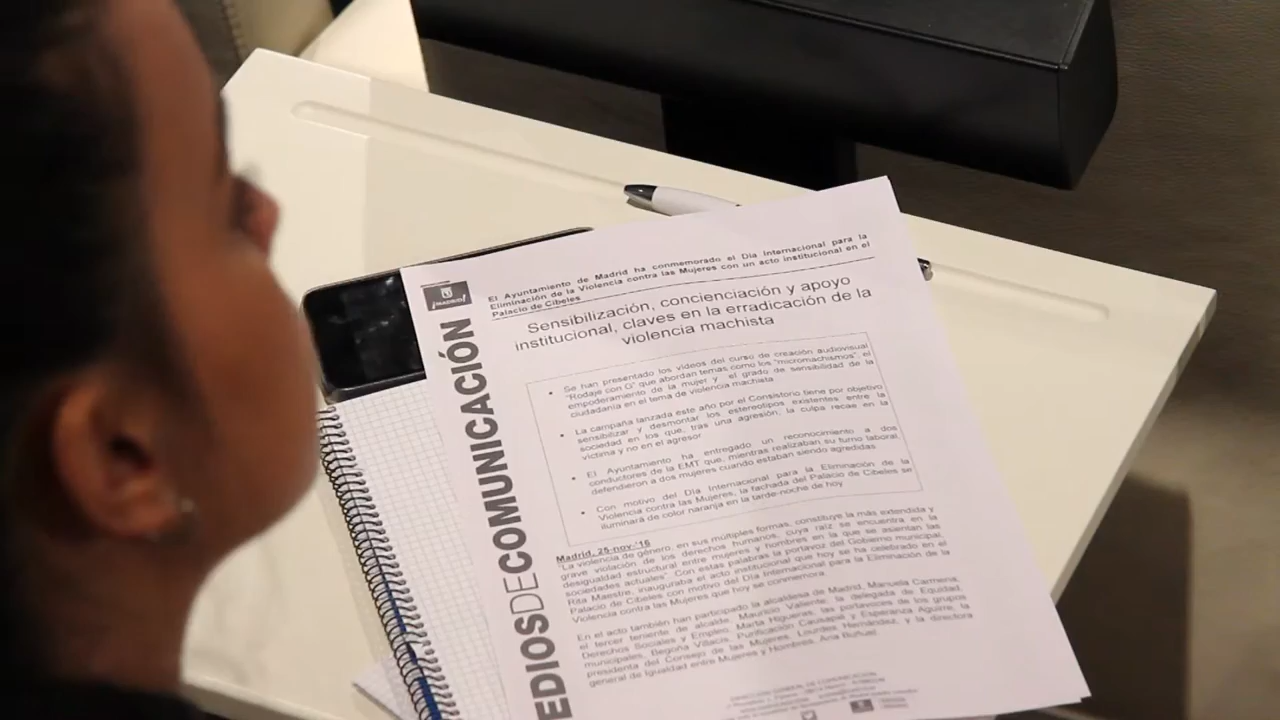 El Ayuntamiento de Madrid ha conmemorado el Día Internacional para la
Eliminación de la Violencia contra las Mujeres con un acto institucional en el
Palacio de Cibeles
¡MADRID!
Sensibilización, concienciación y apoyo
institucional, claves en la erradicación de la
violencia machista
EDIOSDECOMUNICACIÓN
• Se han presentado los vídeos del curso de creación audiovisual
"Rodaje con G" que abordan temas como los "micromachismos", el
empoderamiento de la mujer y el grado de sensibilidad de la
ciudadanía en el tema de violencia machista
• La campaña lanzada este año por el Consistorio tiene por objetivo
sensibilizar y desmontar los estereotipos existentes entre la
sociedad en los que, tras una agresión, la culpa recae en la
víctima y no en el agresor
• El Ayuntamiento ha entregado un reconocimiento a dos
conductores de la EMT que, mientras realizaban su turno laboral,
defendieron a dos mujeres cuando estaban siendo agredidas
• Con motivo del Día Internacional para la Eliminación de la
Violencia contra las Mujeres, la fachada del Palacio de Cibeles se
iluminará de color naranja en la tarde-noche de hoy
Madrid, 25-nov-'16
"La violencia de género, en sus múltiples formas, constituye la más extendida y
grave violación de los derechos humanos, cuya raíz se encuentra en la
desigualdad estructural entre mujeres y hombres en la que se asientan las
sociedades actuales". Con estas palabras la portavoz del Gobierno municipal,
Rita Maestre, inauguraba el acto institucional que hoy se ha celebrado en el
Palacio de Cibeles con motivo del Día Internacional para la Eliminación de la
Violencia contra las Mujeres que hoy se conmemora.
En el acto también han participado la alcaldesa de Madrid, Manuela Carmena,
el tercer teniente de alcalde, Mauricio Valiente; la delegada de Equidad,
Derechos Sociales y Empleo, Marta Higueras; las portavoces de los grupos
municipales, Begoña Villacís, Purificación Causapié y Esperanza Aguirre, la
presidenta del Consejo de las Mujeres, Lourdes Hernández, y la directora
general de Igualdad entre Mujeres y Hombres, Ana Buñuel.
DIRECCIÓN GENERAL DE COMUNICACIÓN